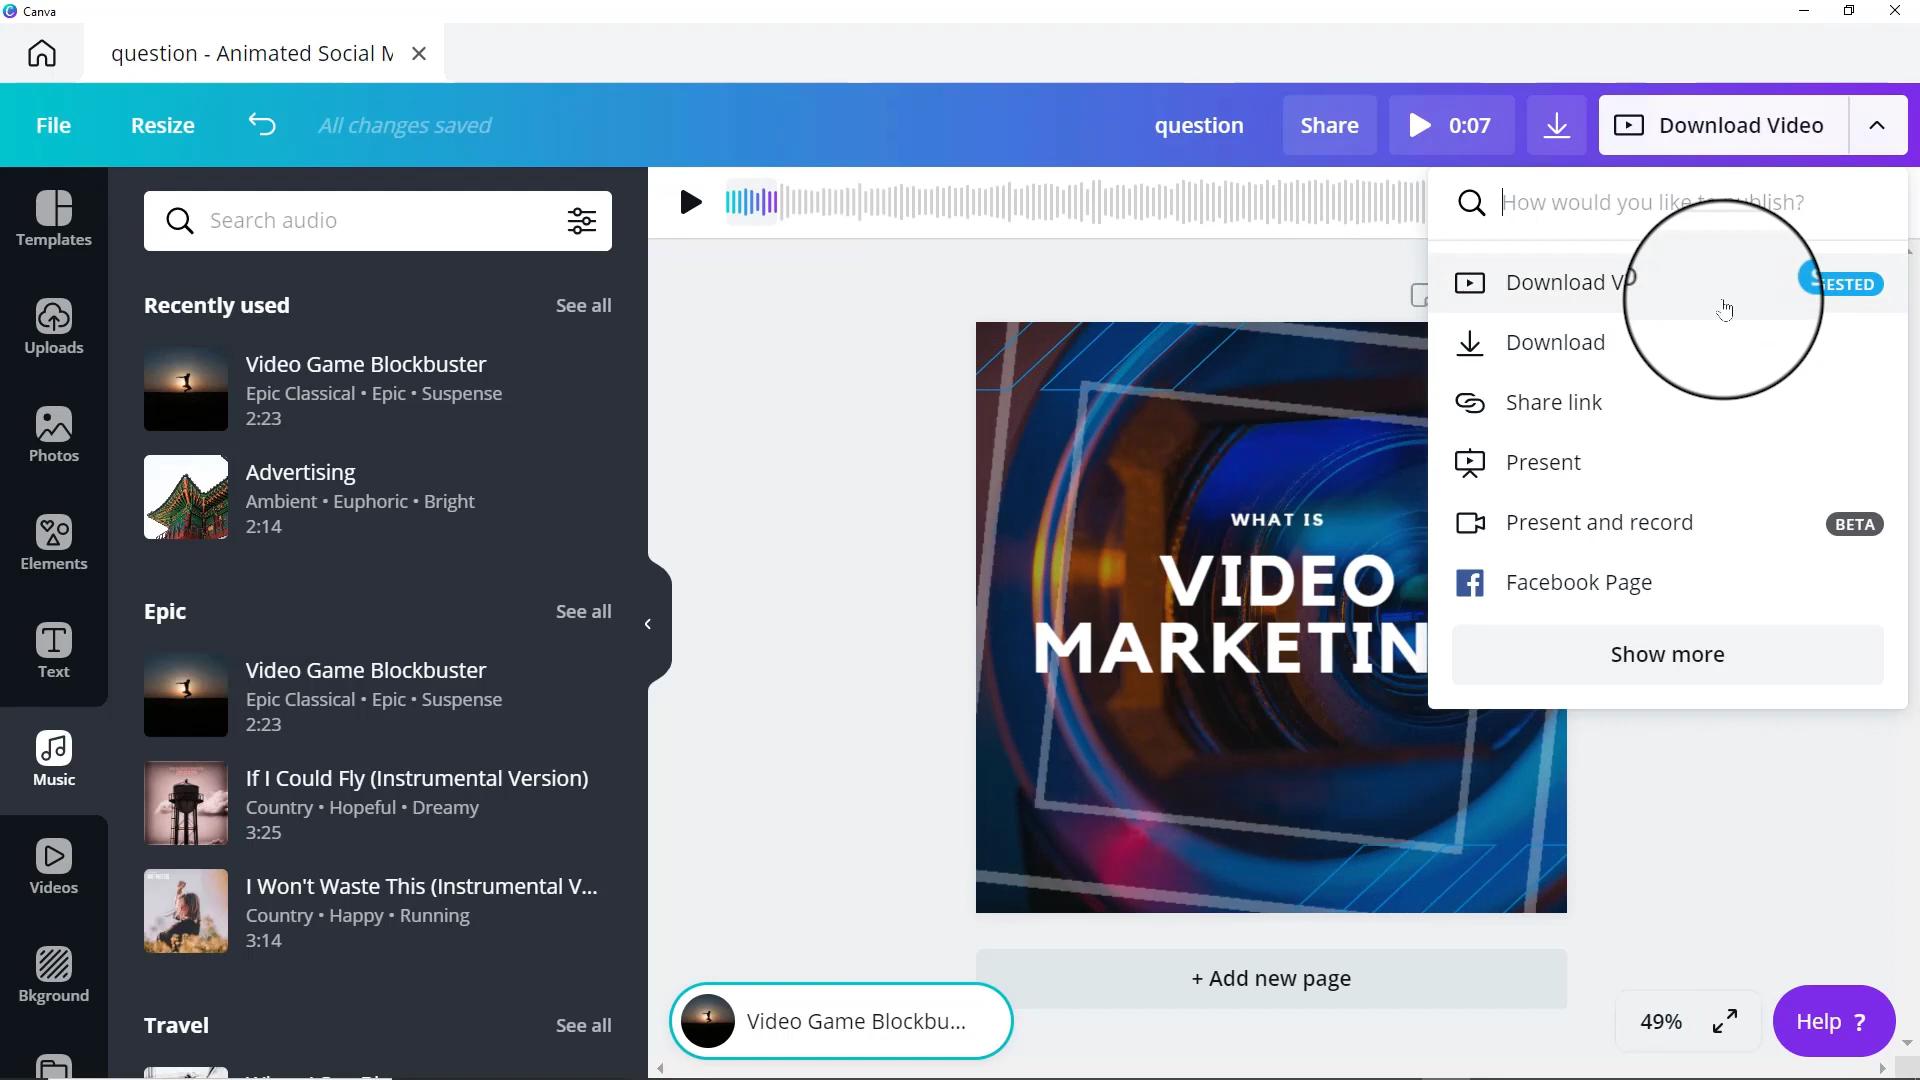 Canva
question - Animated Social M
File
Resize
All changes saved
question
Share
0:07
Download Video
Templates
Uploads
Photos
Elements
Text
Music
Videos
Bkground
Search audio
Recently used
See all
Video Game Blockbuster
Epic Classical • Epic • Suspense
2:23
Advertising
Ambient • Euphoric • Bright
2:14
Epic
See all
Video Game Blockbuster
Epic Classical • Epic • Suspense
2:23
If I Could Fly (Instrumental Version)
Country • Hopeful • Dreamy
3:25
I Won't Waste This (Instrumental V...
Country • Happy • Running
3:14
Travel
See all
WHAT IS
VIDEO
MARKETIN
+ Add new page
Video Game Blockbu...
How would you like to publish?
Download
Download
Share link
Present
Present and record
BETA
Facebook Page
Show more
49%
Help ?